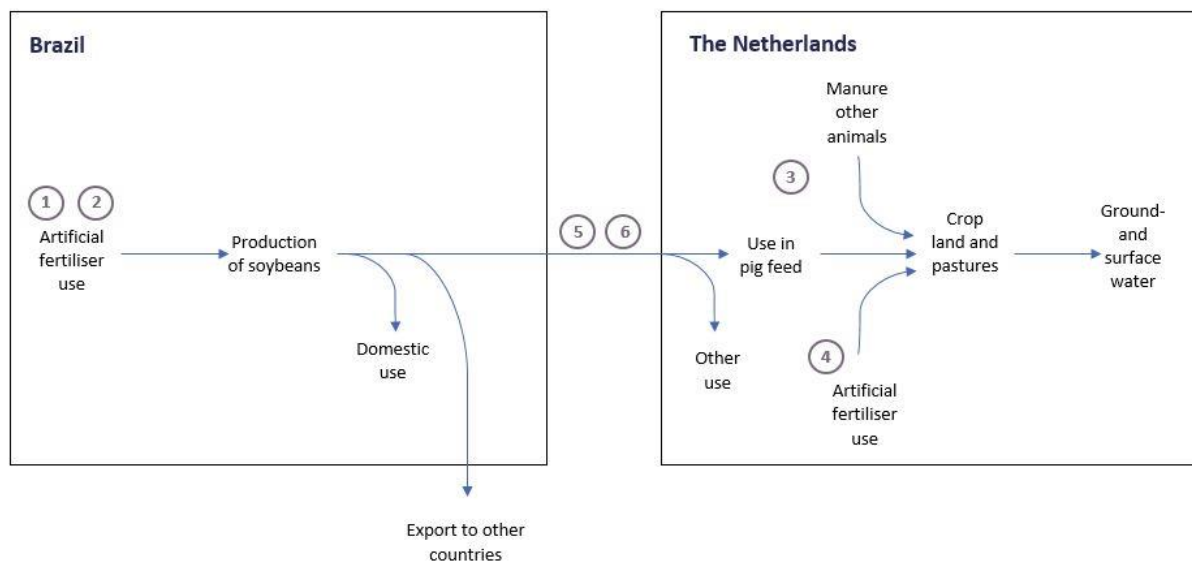 Brazil
1
2
Artificial
fertiliser
use
Production
of soybeans
Domestic
use
Export to other
countries
5
6
The Netherlands
Manure
other
animals
3
Use in
pig feed
Other
use
4
Artificial
fertiliser
use
Crop
land and
pastures
Ground-
and
surface
water